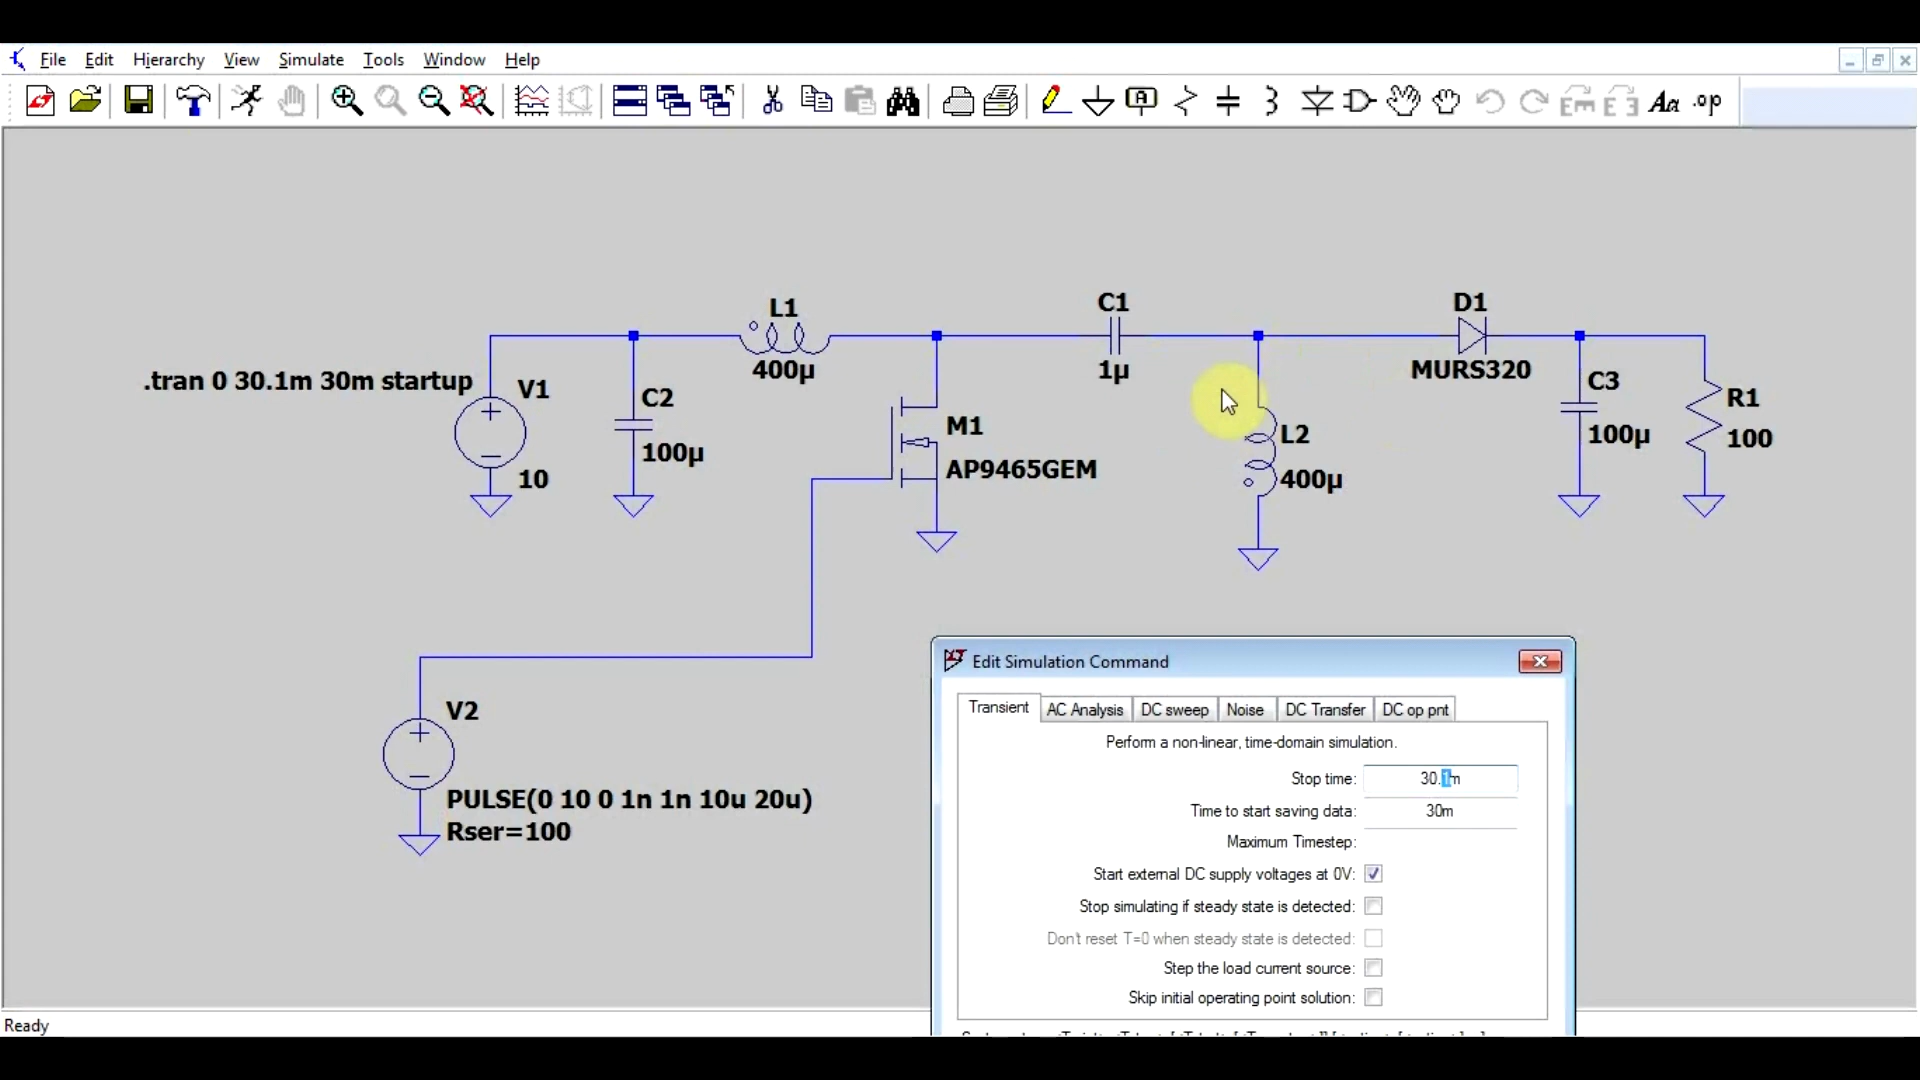 File Edit Hierarchy View Simulate Tools Window Help
A Aa .op
L1
400µ
C1
1µ
D1
MURS320
.tran 0 30.1m 30m startup
V1
10
C2
100µ
M1
AP9465GEM
L2
400µ
C3
100µ
R1
100
V2
PULSE(0 10 0 1n 1n 10u 20u)
Rser=100
Edit Simulation Command
Transient AC Analysis DC sweep Noise DC Transfer DC op pnt
Perform a non-linear, time-domain simulation.
Stop time: 30.1m
Time to start saving data: 30m
Maximum Timestep:
Start external DC supply voltages at 0V:
Stop simulating if steady state is detected:
Don't reset T=0 when steady state is detected:
Step the load current source:
Skip initial operating point solution:
Ready